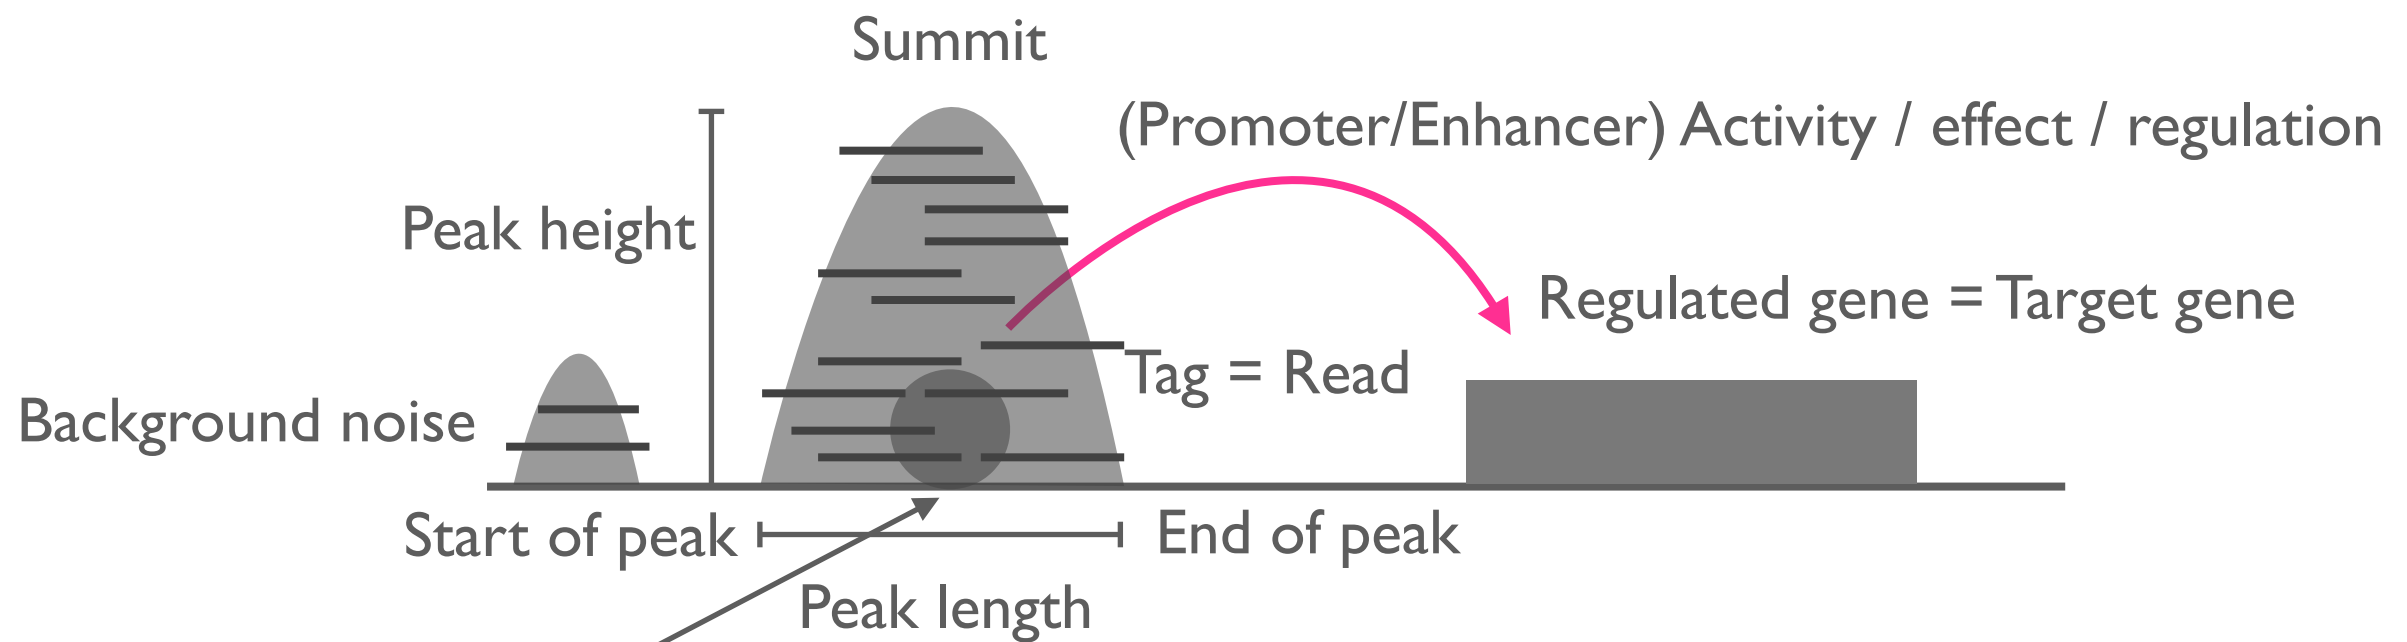 Summit
(Promoter/Enhancer) Activity / effect / regulation
Peak height
Regulated gene = Target gene
Tag = Read
Background noise
Start of peak
End of peak
Peak length